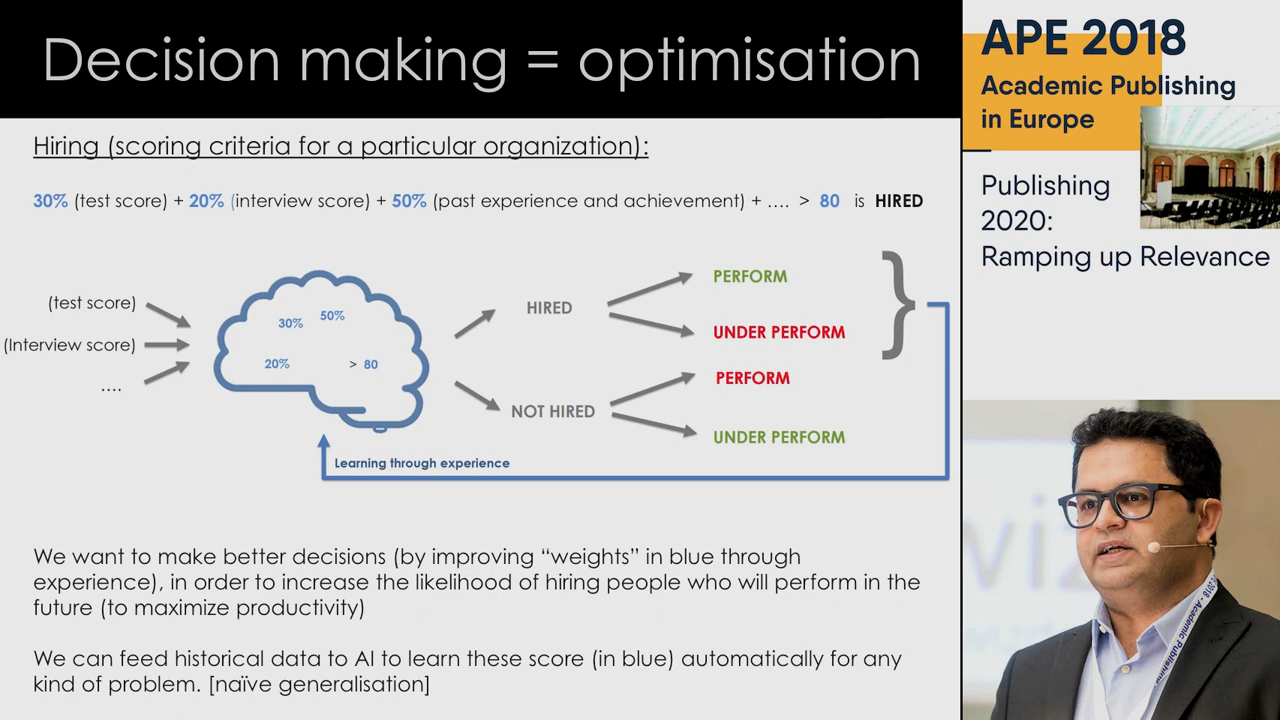 Decision making = optimisation
Hiring (scoring criteria for a particular organization):
30% (test score) + 20% (interview score) + 50% (past experience and achievement) + .... > 80 is HIRED
(test score)
(Interview score)
....
30%
50%
20%
> 80
HIRED
NOT HIRED
PERFORM
UNDER PERFORM
PERFORM
UNDER PERFORM
}
Learning through experience
We want to make better decisions (by improving “weights” in blue through
experience), in order to increase the likelihood of hiring people who will perform in the
future (to maximize productivity)
We can feed historical data to AI to learn these score (in blue) automatically for any
kind of problem. [naïve generalisation]
APE 2018
Academic Publishing
in Europe
Publishing
2020:
Ramping up Relevance
2018 - Academic Publishing